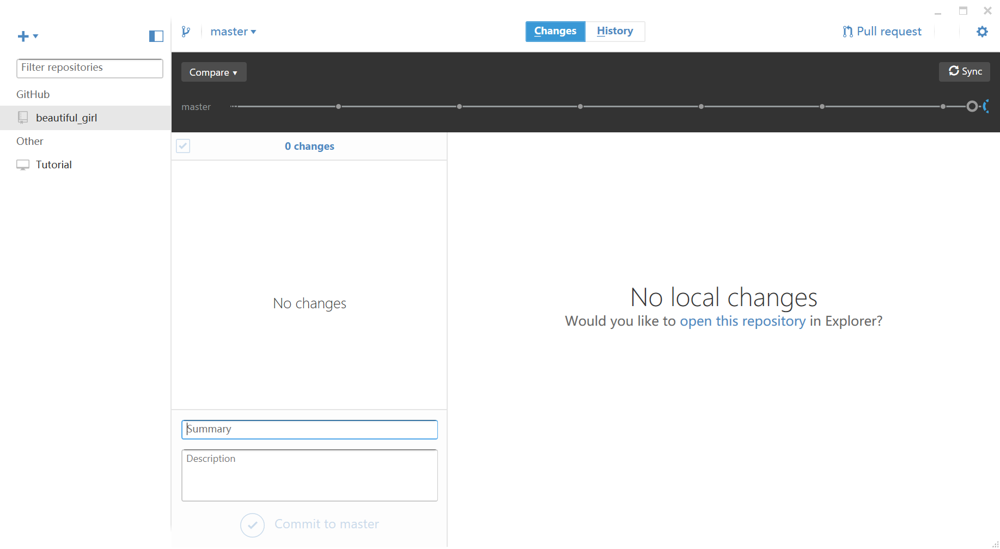 master
Changes
History
Pull request
Filter repositories
GitHub
beautiful_girl
Other
Tutorial
Compare
Sync
master
0 changes
No changes
Summary
Description
Commit to master
No local changes
Would you like to open this repository in Explorer?